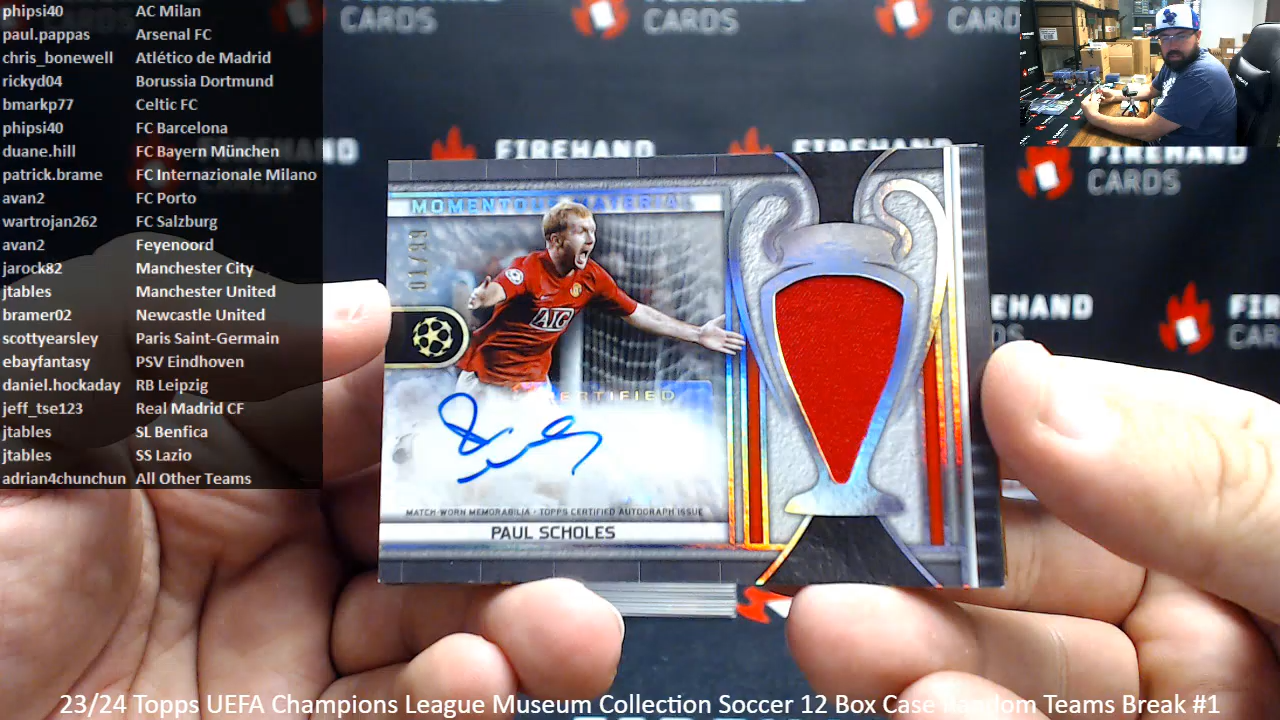 phipsi40 AC Milan
paul.pappas Arsenal FC
chris_bonewell Atlético de Madrid
rickyd04 Borussia Dortmund
bmarkp77 Celtic FC
phipsi40 FC Barcelona
duane.hill FC Bayern München
patrick.brame FC Internazionale Milano
avan2 FC Porto
wartrojan262 FC Salzburg
avan2 Feyenoord
jarock82 Manchester City
jtables Manchester United
bramer02 Newcastle United
scottyearsley Paris Saint-Germain
ebayfantasy PSV Eindhoven
daniel.hockaday RB Leipzig
jeff_tse123 Real Madrid CF
jtables SL Benfica
jtables SS Lazio
adrian4chunchun All Other Teams
FIREHAND
CARDS
FIREHAND
CARDS
MOMENTOUS MATERIAL
01/99
AIG
CERTIFIED
MATCH-WORN MEMORABILIA · TOPPS CERTIFIED AUTOGRAPH ISSUE
PAUL SCHOLES
23/24 Topps UEFA Champions League Museum Collection Soccer 12 Box Case Random Teams Break #1